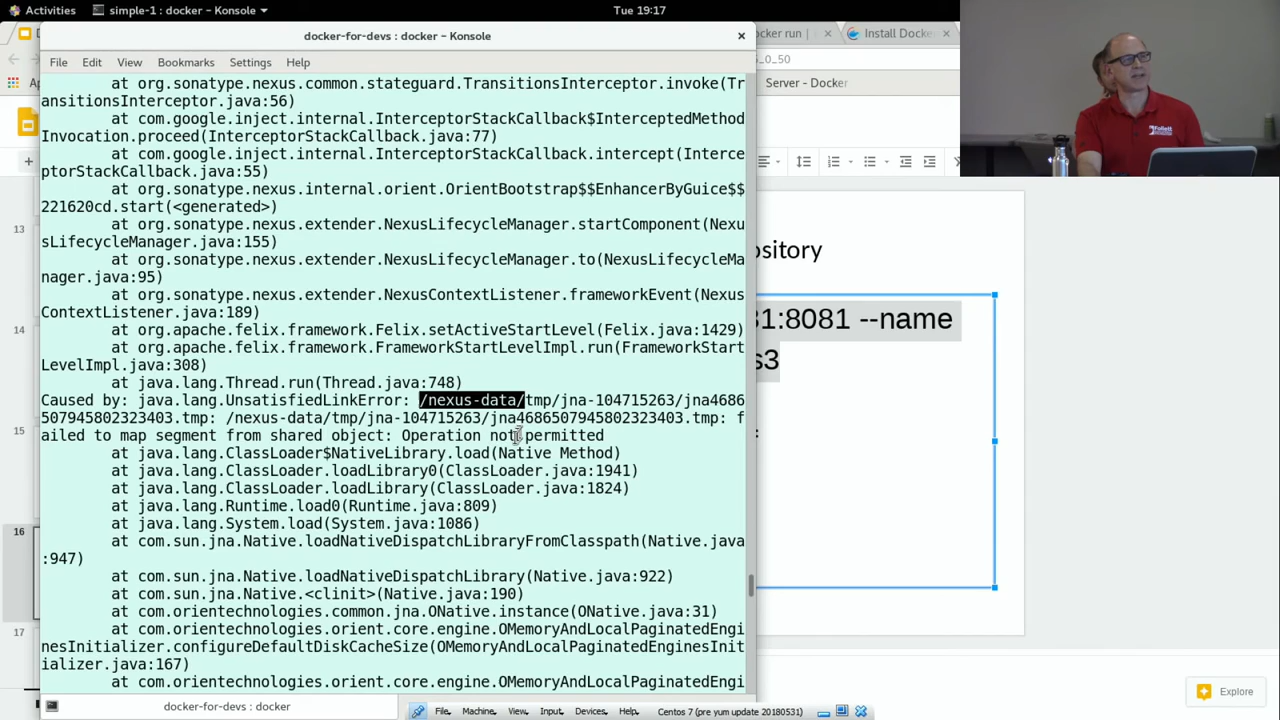 Activities
simple-1 : docker – Konsole
Tue 19:17
docker-for-devs : docker – Konsole
File Edit View Bookmarks Settings Help
at org.sonatype.nexus.common.stateguard.TransitionsInterceptor.invoke(Tr
ansitionsInterceptor.java:56)
at com.google.inject.internal.InterceptorStackCallback$InterceptedMethod
Invocation.proceed(InterceptorStackCallback.java:77)
at com.google.inject.internal.InterceptorStackCallback.intercept(Interce
ptorStackCallback.java:55)
at org.sonatype.nexus.internal.orient.OrientBootstrap$$EnhancerByGuice$$
221620cd.start(<generated>)
at org.sonatype.nexus.extender.NexusLifecycleManager.startComponent(Nexu
sLifecycleManager.java:155)
at org.sonatype.nexus.extender.NexusLifecycleManager.to(NexusLifecycleMa
nager.java:95)
at org.sonatype.nexus.extender.NexusContextListener.frameworkEvent(Nexus
ContextListener.java:189)
at org.apache.felix.framework.Felix.setActiveStartLevel(Felix.java:1429)
at org.apache.felix.framework.FrameworkStartLevelImpl.run(FrameworkStart
LevelImpl.java:308)
at java.lang.Thread.run(Thread.java:748)
Caused by: java.lang.UnsatisfiedLinkError: /nexus-data/tmp/jna-104715263/jna4686
507945802323403.tmp: /nexus-data/tmp/jna-104715263/jna4686507945802323403.tmp: f
ailed to map segment from shared object: Operation not permitted
at java.lang.ClassLoader$NativeLibrary.load(Native Method)
at java.lang.ClassLoader.loadLibrary0(ClassLoader.java:1941)
at java.lang.ClassLoader.loadLibrary(ClassLoader.java:1824)
at java.lang.Runtime.load0(Runtime.java:809)
at java.lang.System.load(System.java:1086)
at com.sun.jna.Native.loadNativeDispatchLibraryFromClasspath(Native.java
:947)
at com.sun.jna.Native.loadNativeDispatchLibrary(Native.java:922)
at com.sun.jna.Native.<clinit>(Native.java:190)
at com.orientechnologies.common.jna.ONative.instance(ONative.java:31)
at com.orientechnologies.orient.core.engine.OMemoryAndLocalPaginatedEngi
nesInitializer.configureDefaultDiskCacheSize(OMemoryAndLocalPaginatedEnginesInit
ializer.java:167)
at com.orientechnologies.orient.core.engine.OMemoryAndLocalPaginatedEngi
docker-for-devs : docker
ocker run
Install Docke
5_0_50
Server - Docker
Follett
13
14
15
16
17
ository
31:8081 --name
s3
Explore
File, Machine, View, Input, Devices, Help, Centos 7 (pre yum update 20180531)